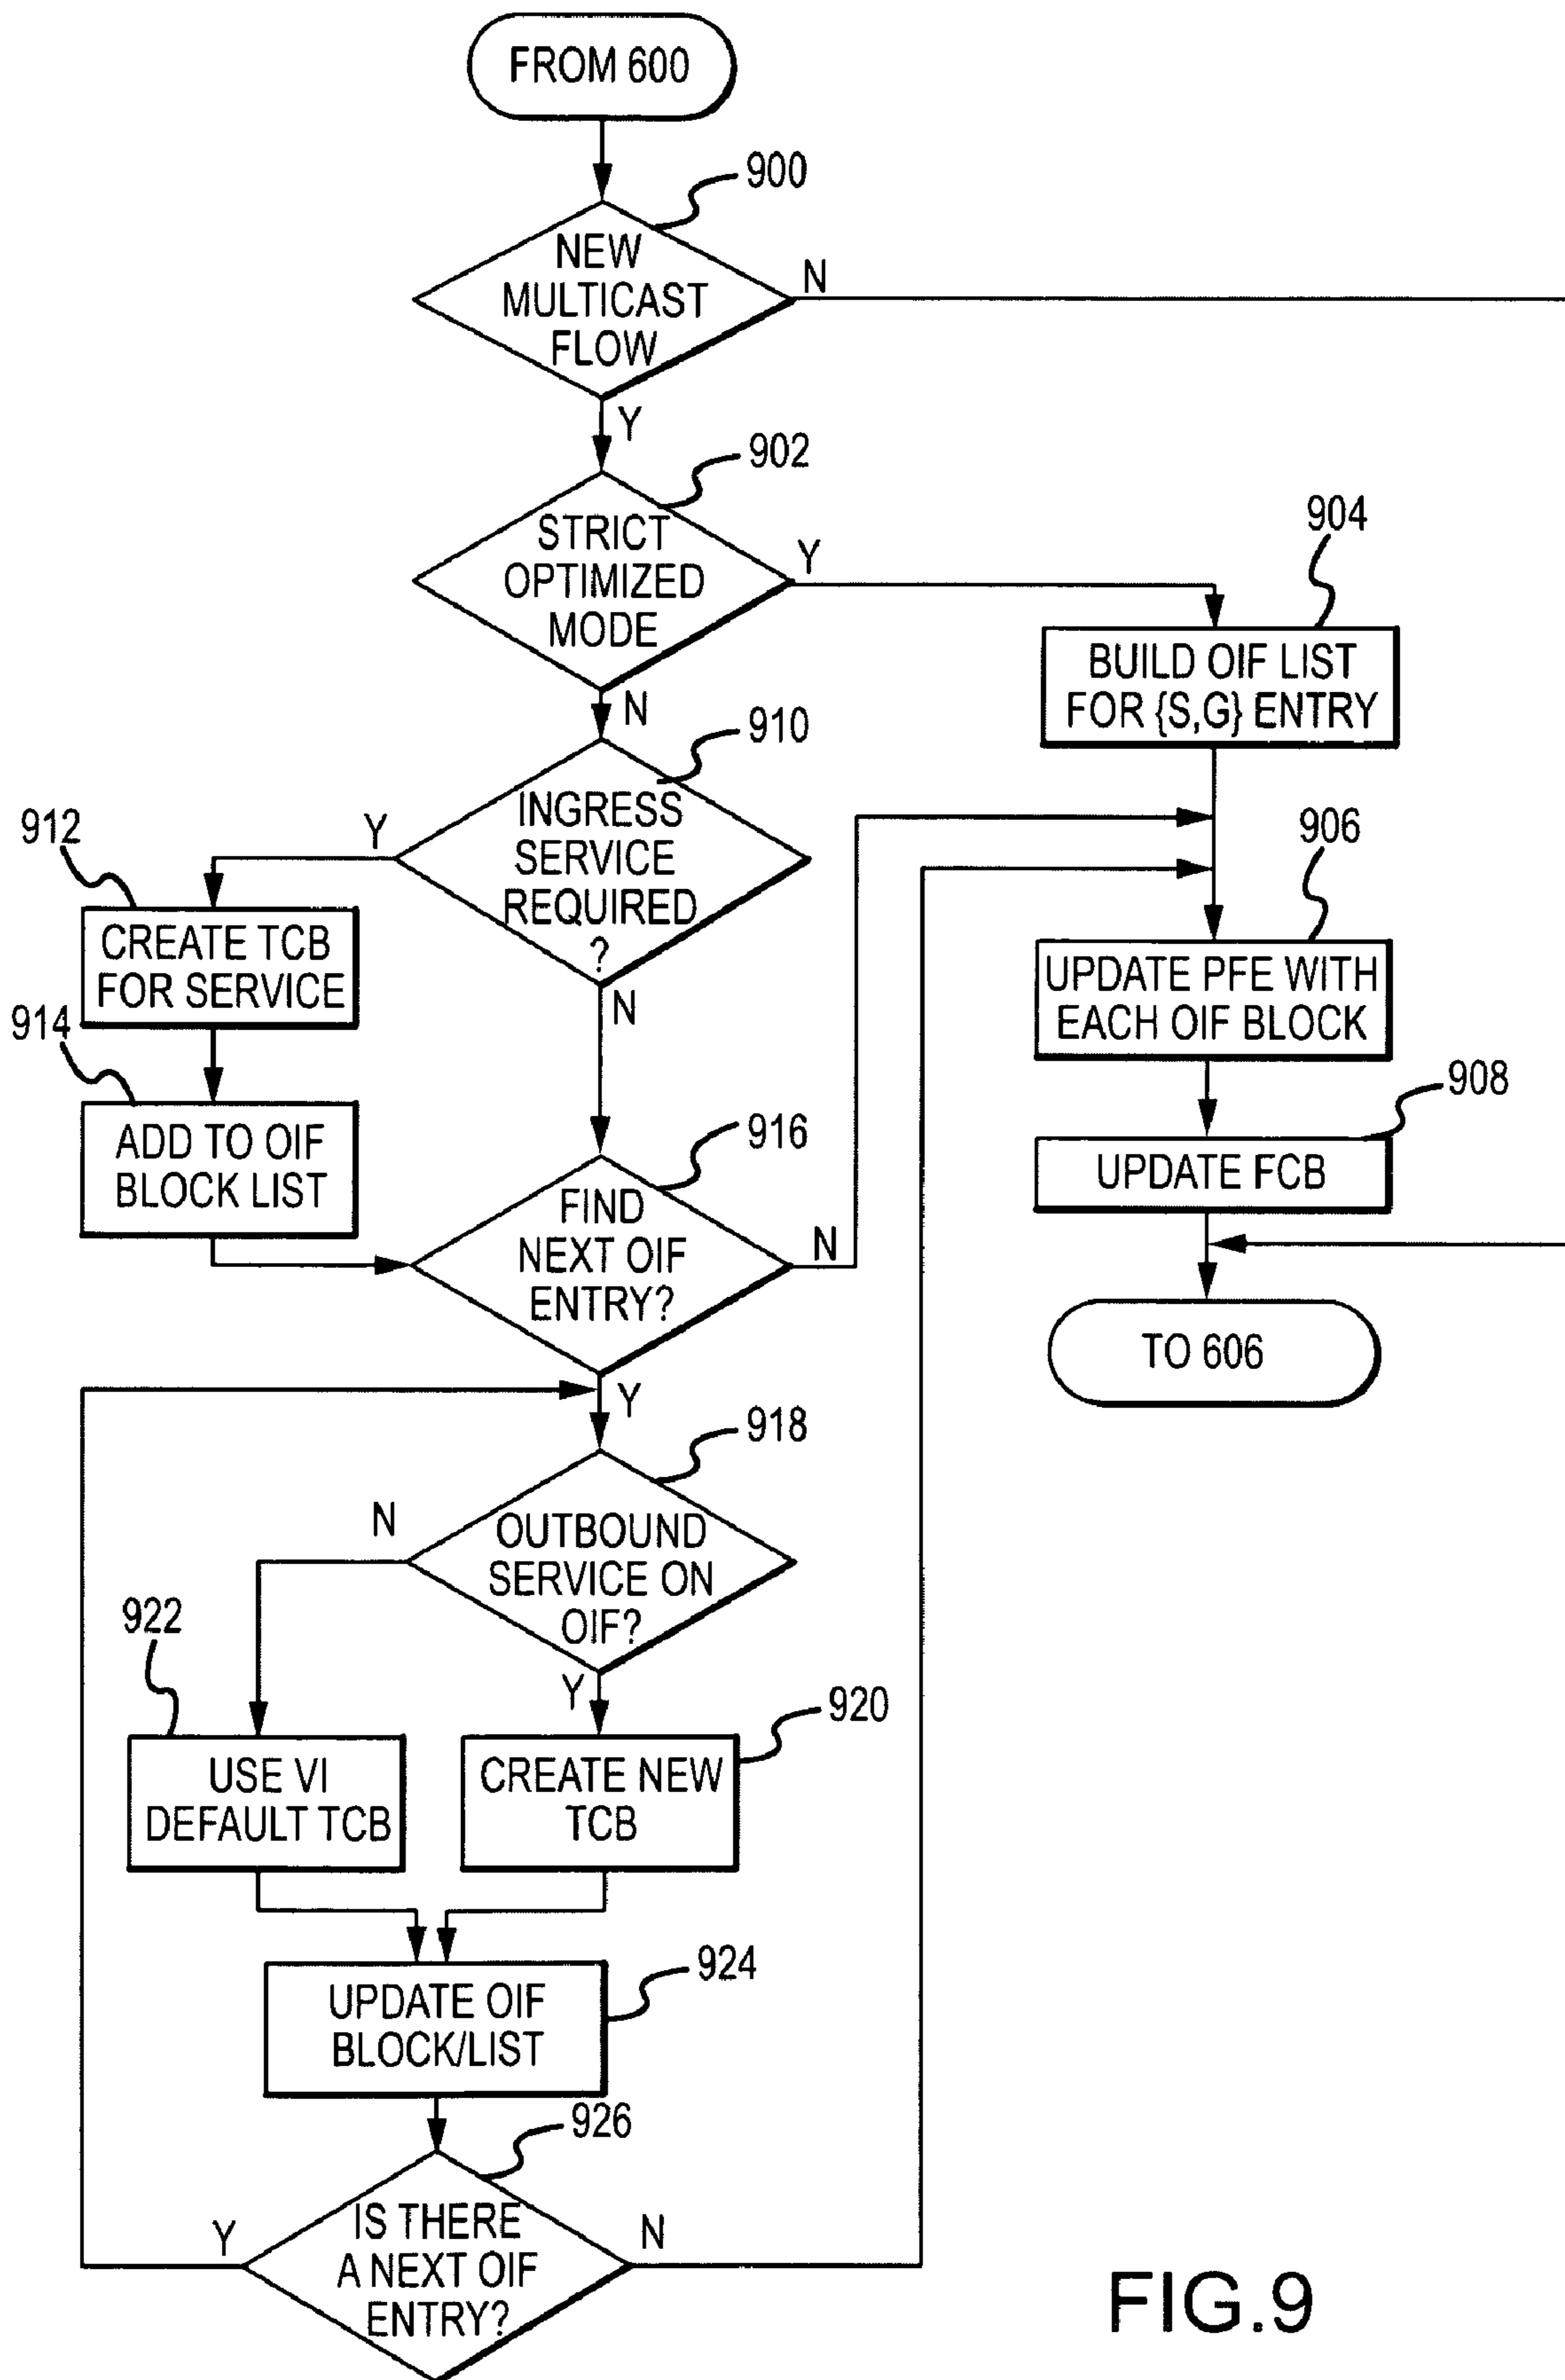 FROM 600
900
NEW
MULTICAST
FLOW
N
Y
902
STRICT
OPTIMIZED
MODE
Y
N
904
BUILD OIF LIST
FOR {S,G} ENTRY
910
INGRESS
SERVICE
REQUIRED
?
Y
N
912
CREATE TCB
FOR SERVICE
914
ADD TO OIF
BLOCK LIST
906
UPDATE PFE WITH
EACH OIF BLOCK
908
UPDATE FCB
TO 606
916
FIND
NEXT OIF
ENTRY?
N
Y
918
OUTBOUND
SERVICE ON
OIF?
N
Y
922
USE VI
DEFAULT TCB
920
CREATE NEW
TCB
924
UPDATE OIF
BLOCK/LIST
926
IS THERE
A NEXT OIF
ENTRY?
Y
N
FIG.9